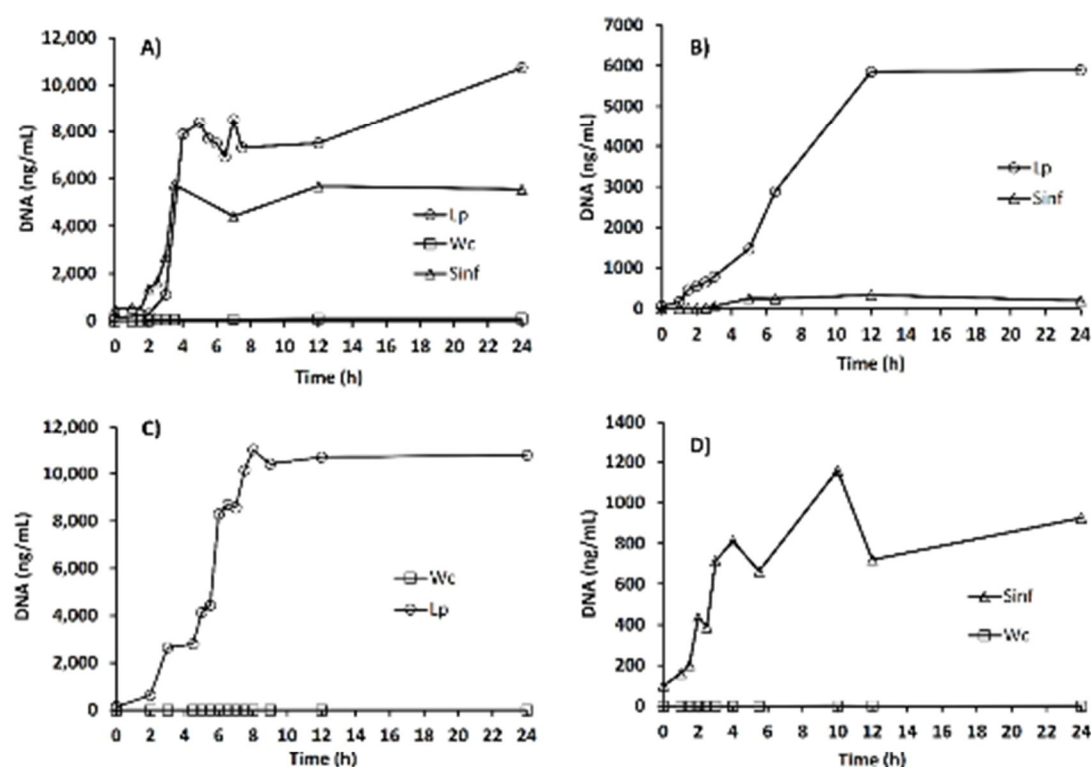 A)
12,000
10,000
8,000
6,000
4,000
2,000
0
DNA (ng/mL)
Lp
Wc
Sinf
0 2 4 6 8 10 12 14 16 18 20 22 24
Time (h)
B)
7000
6000
5000
4000
3000
2000
1000
0
DNA (ng/mL)
Lp
Sinf
0 2 4 6 8 10 12 14 16 18 20 22 24
Time (h)
C)
12,000
10,000
8,000
6,000
4,000
2,000
0
DNA (ng/mL)
Wc
Lp
0 2 4 6 8 10 12 14 16 18 20 22 24
Time (h)
D)
1400
1200
1000
800
600
400
200
0
DNA (ng/mL)
Sinf
Wc
0 2 4 6 8 10 12 14 16 18 20 22 24
Time (h)